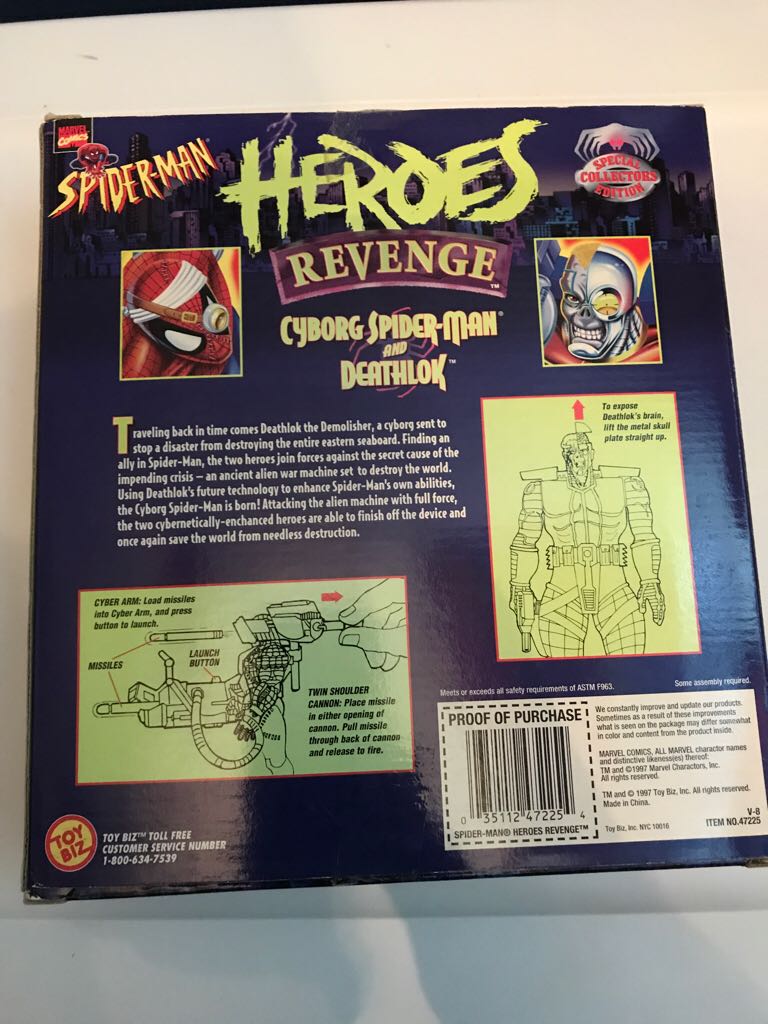 MARVEL
COMICS
SPIDER-MAN®
HEROES
REVENGE™
SPECIAL
COLLECTORS
EDITION
CYBORG SPIDER-MAN®
AND
DEATHLOK™
Traveling back in time comes Deathlok the Demolisher, a cyborg sent to
stop a disaster from destroying the entire eastern seaboard. Finding an
ally in Spider-Man, the two heroes join forces against the secret cause of the
impending crisis – an ancient alien war machine set to destroy the world.
Using Deathlok's future technology to enhance Spider-Man's own abilities,
the Cyborg Spider-Man is born! Attacking the alien machine with full force,
the two cybernetically-enchanced heroes are able to finish off the device and
once again save the world from needless destruction.
To expose
Deathlok's brain,
lift the metal skull
plate straight up.
CYBER ARM: Load missiles
into Cyber Arm, and press
button to launch.
MISSILES
LAUNCH
BUTTON
TWIN SHOULDER
CANNON: Place missile
in either opening of
cannon. Pull missile
through back of cannon
and release to fire.
Meets or exceeds all safety requirements of ASTM F963.
Some assembly required.
PROOF OF PURCHASE
0 35112 47225 4
SPIDER-MAN® HEROES REVENGE™
We constantly improve and update our products.
Sometimes as a result of these improvements
what is seen on the package may differ somewhat
in color and content from the product inside.
MARVEL COMICS, ALL MARVEL character names
and distinctive likeness(es) thereof:
TM and ©1997 Marvel Characters, Inc.
All rights reserved.
TM and © 1997 Toy Biz, Inc. All rights reserved.
Made in China.
Toy Biz, Inc. NYC 10016
V-8
ITEM NO.47225
TOY
BIZ
TOY BIZ™ TOLL FREE
CUSTOMER SERVICE NUMBER
1-800-634-7539